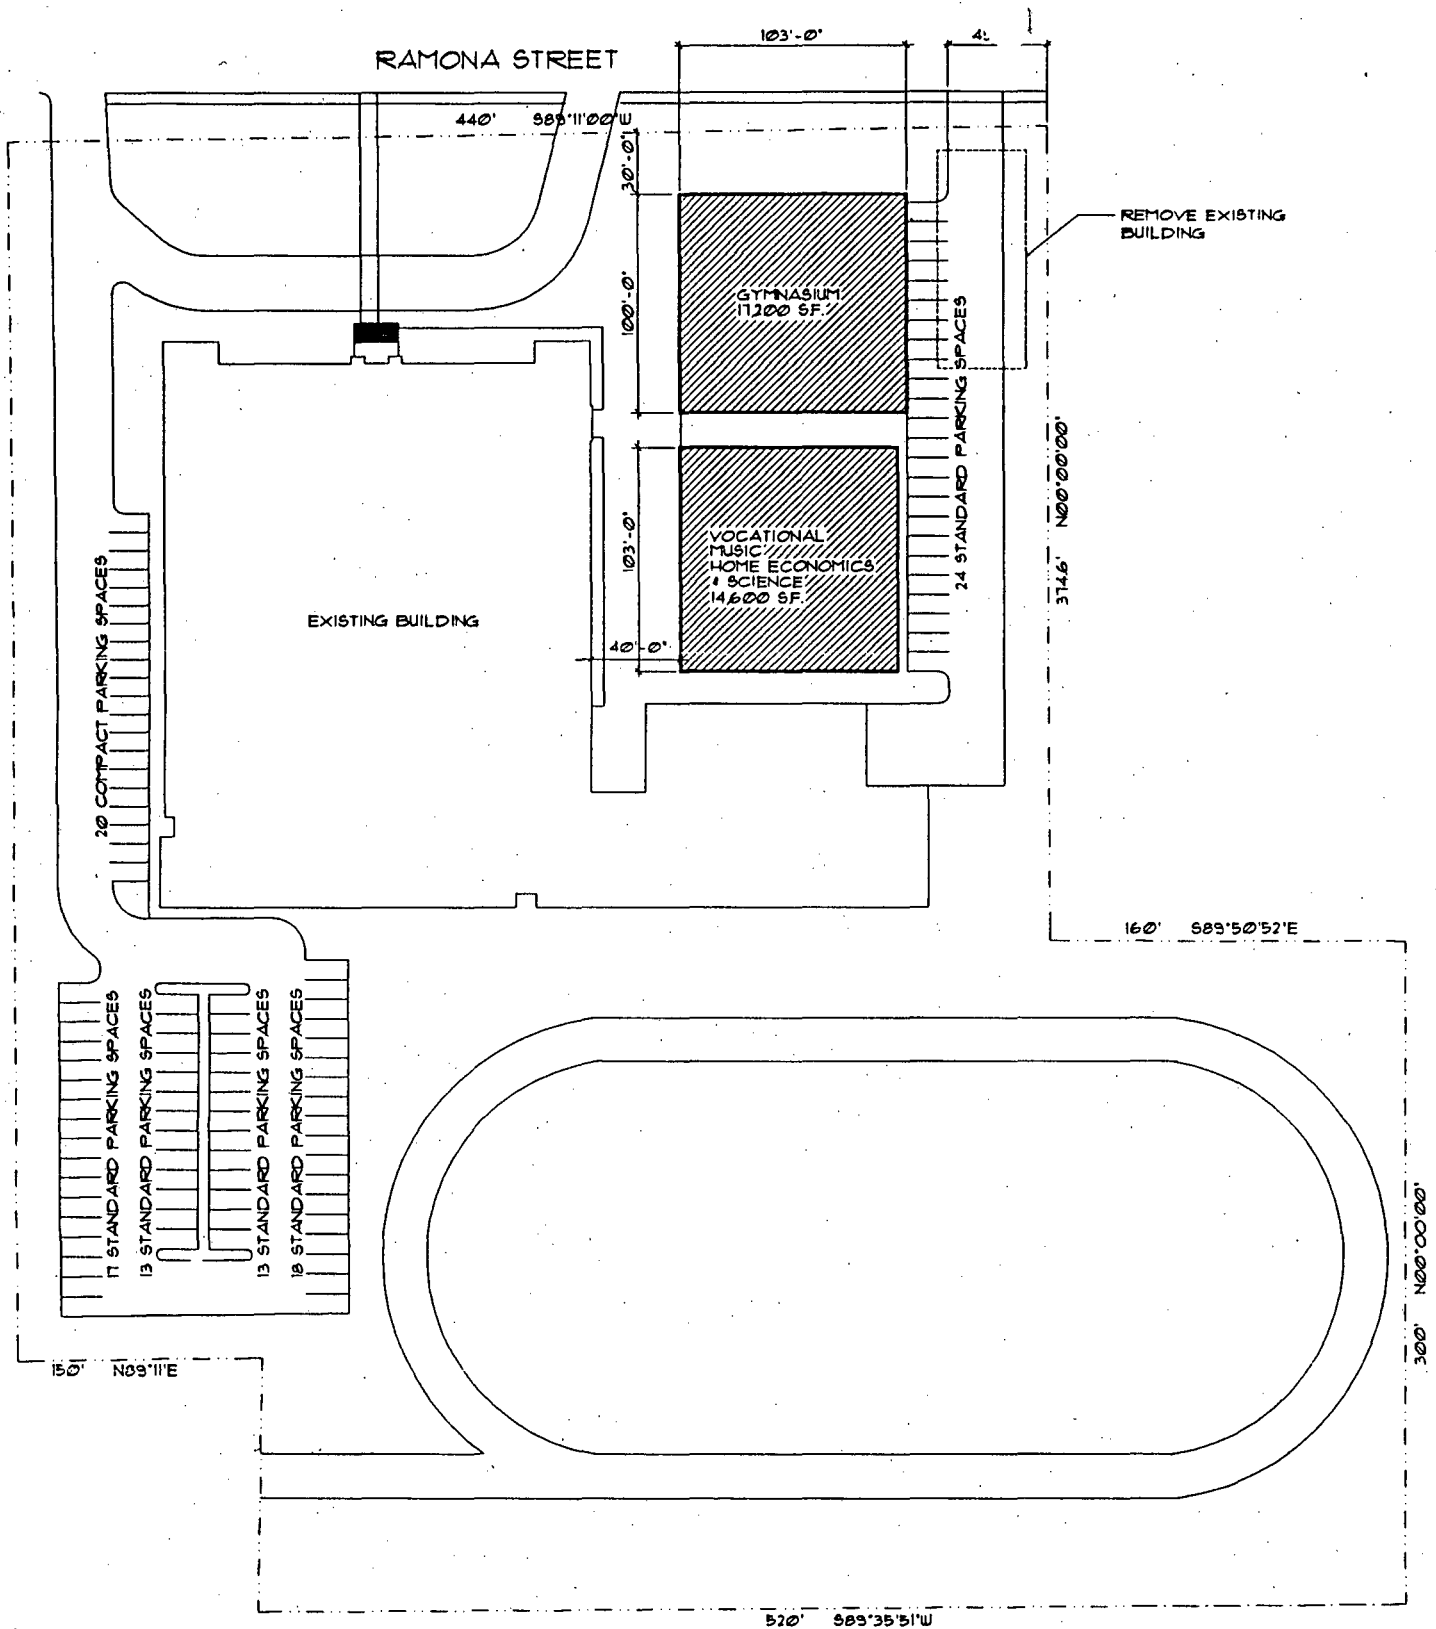 103'-0"
RAMONA STREET
440' S89°11'00"W
30'-0"
REMOVE EXISTING
BUILDING
GYMNASIUM
17,200 S.F.
100'-0"
24 STANDARD PARKING SPACES
374.6' N00°00'00"
VOCATIONAL
MUSIC
HOME ECONOMICS
& SCIENCE
14,600 S.F.
103'-0"
40'-0"
EXISTING BUILDING
20 COMPACT PARKING SPACES
160' S89°50'52"E
17 STANDARD PARKING SPACES
13 STANDARD PARKING SPACES
13 STANDARD PARKING SPACES
18 STANDARD PARKING SPACES
300' N00°00'00"
150' N89°11'E
520' S89°35'51"W